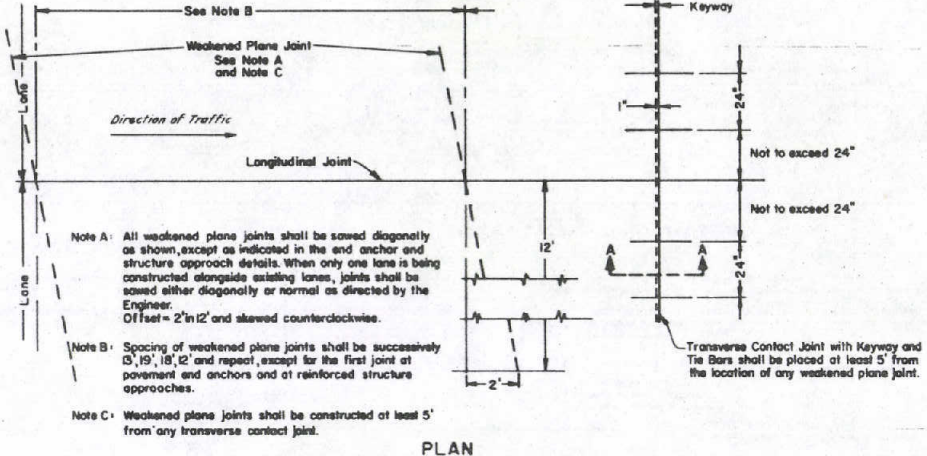 See Note B
Keyway
Weakened Plane Joint
See Note A
and Note C
Lane
24"
1"
Direction of Traffic
Not to exceed 24"
Longitudinal Joint
Not to exceed 24"
12'
Lane
A A
24"
Note A: All weakened plane joints shall be sawed diagonally
as shown, except as indicated in the end anchor end
structure approach details. When only one lane is being
constructed alongside existing lanes, joints shall be
sawed either diagonally or normal as directed by the
Engineer.
Offset = 2' in 12' and skewed counterclockwise.
Note B: Spacing of weakened plane joints shall be successively
13', 19', 18', 12' and repeat, except for the first joint at
pavement end anchors and at reinforced structure
approaches.
Transverse Contact Joint with Keyway and
Tie Bars shall be placed at least 5' from
the location of any weakened plane joint.
2'
Note C: Weakened plane joints shall be constructed at least 5'
from any transverse contact joint.
PLAN